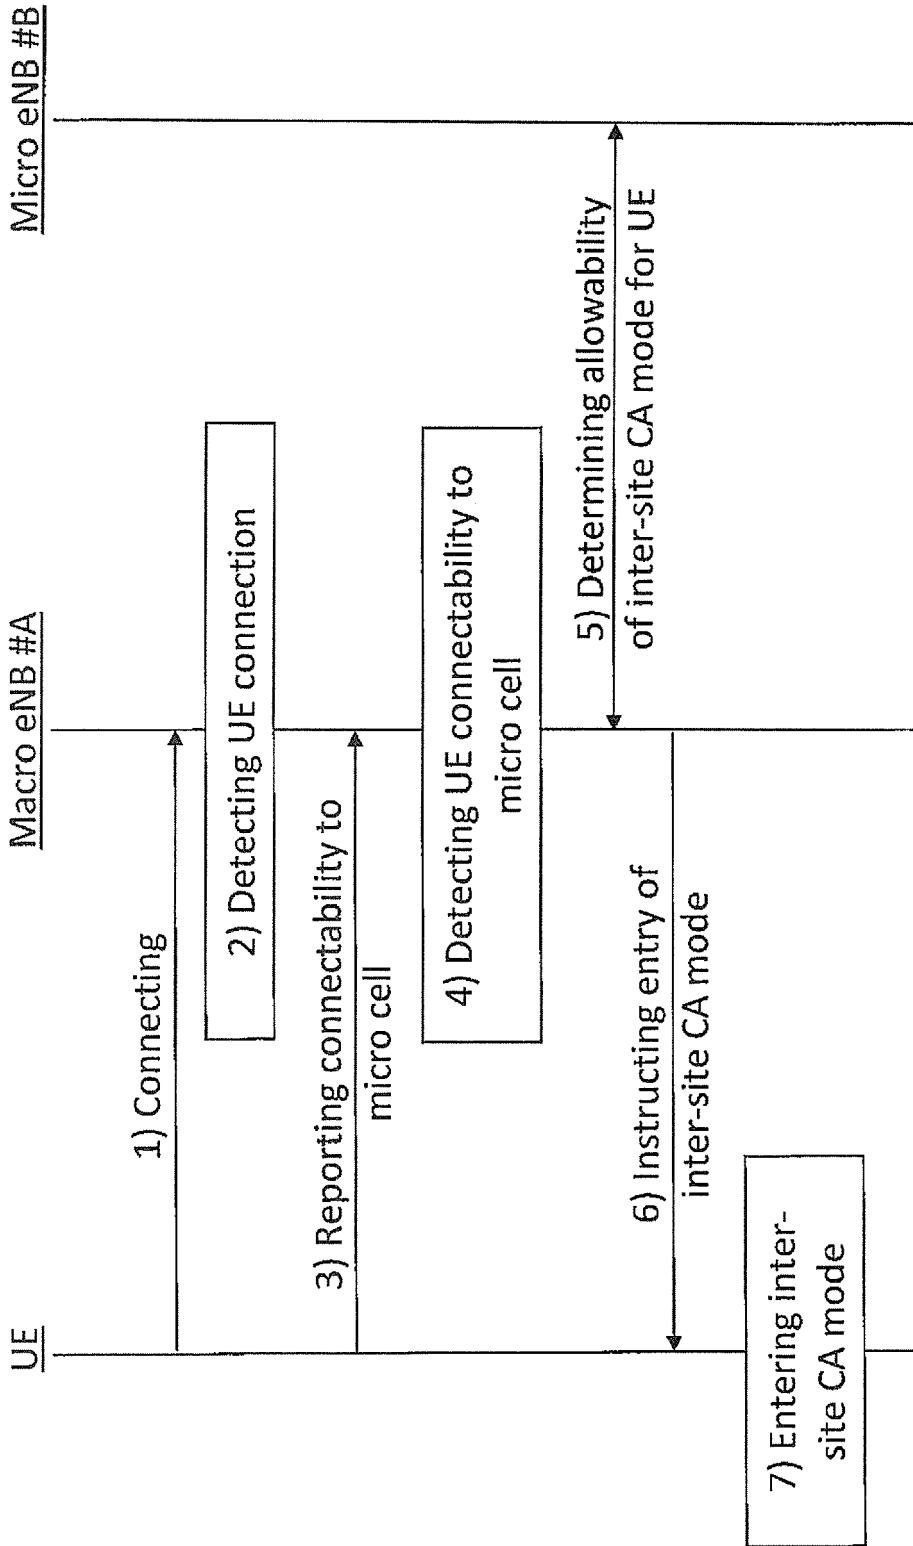 UE
Macro eNB #A
Micro eNB #B
1) Connecting
2) Detecting UE connection
3) Reporting connectability to
micro cell
4) Detecting UE connectability to
micro cell
5) Determining allowability
of inter-site CA mode for UE
6) Instructing entry of
inter-site CA mode
7) Entering inter-
site CA mode